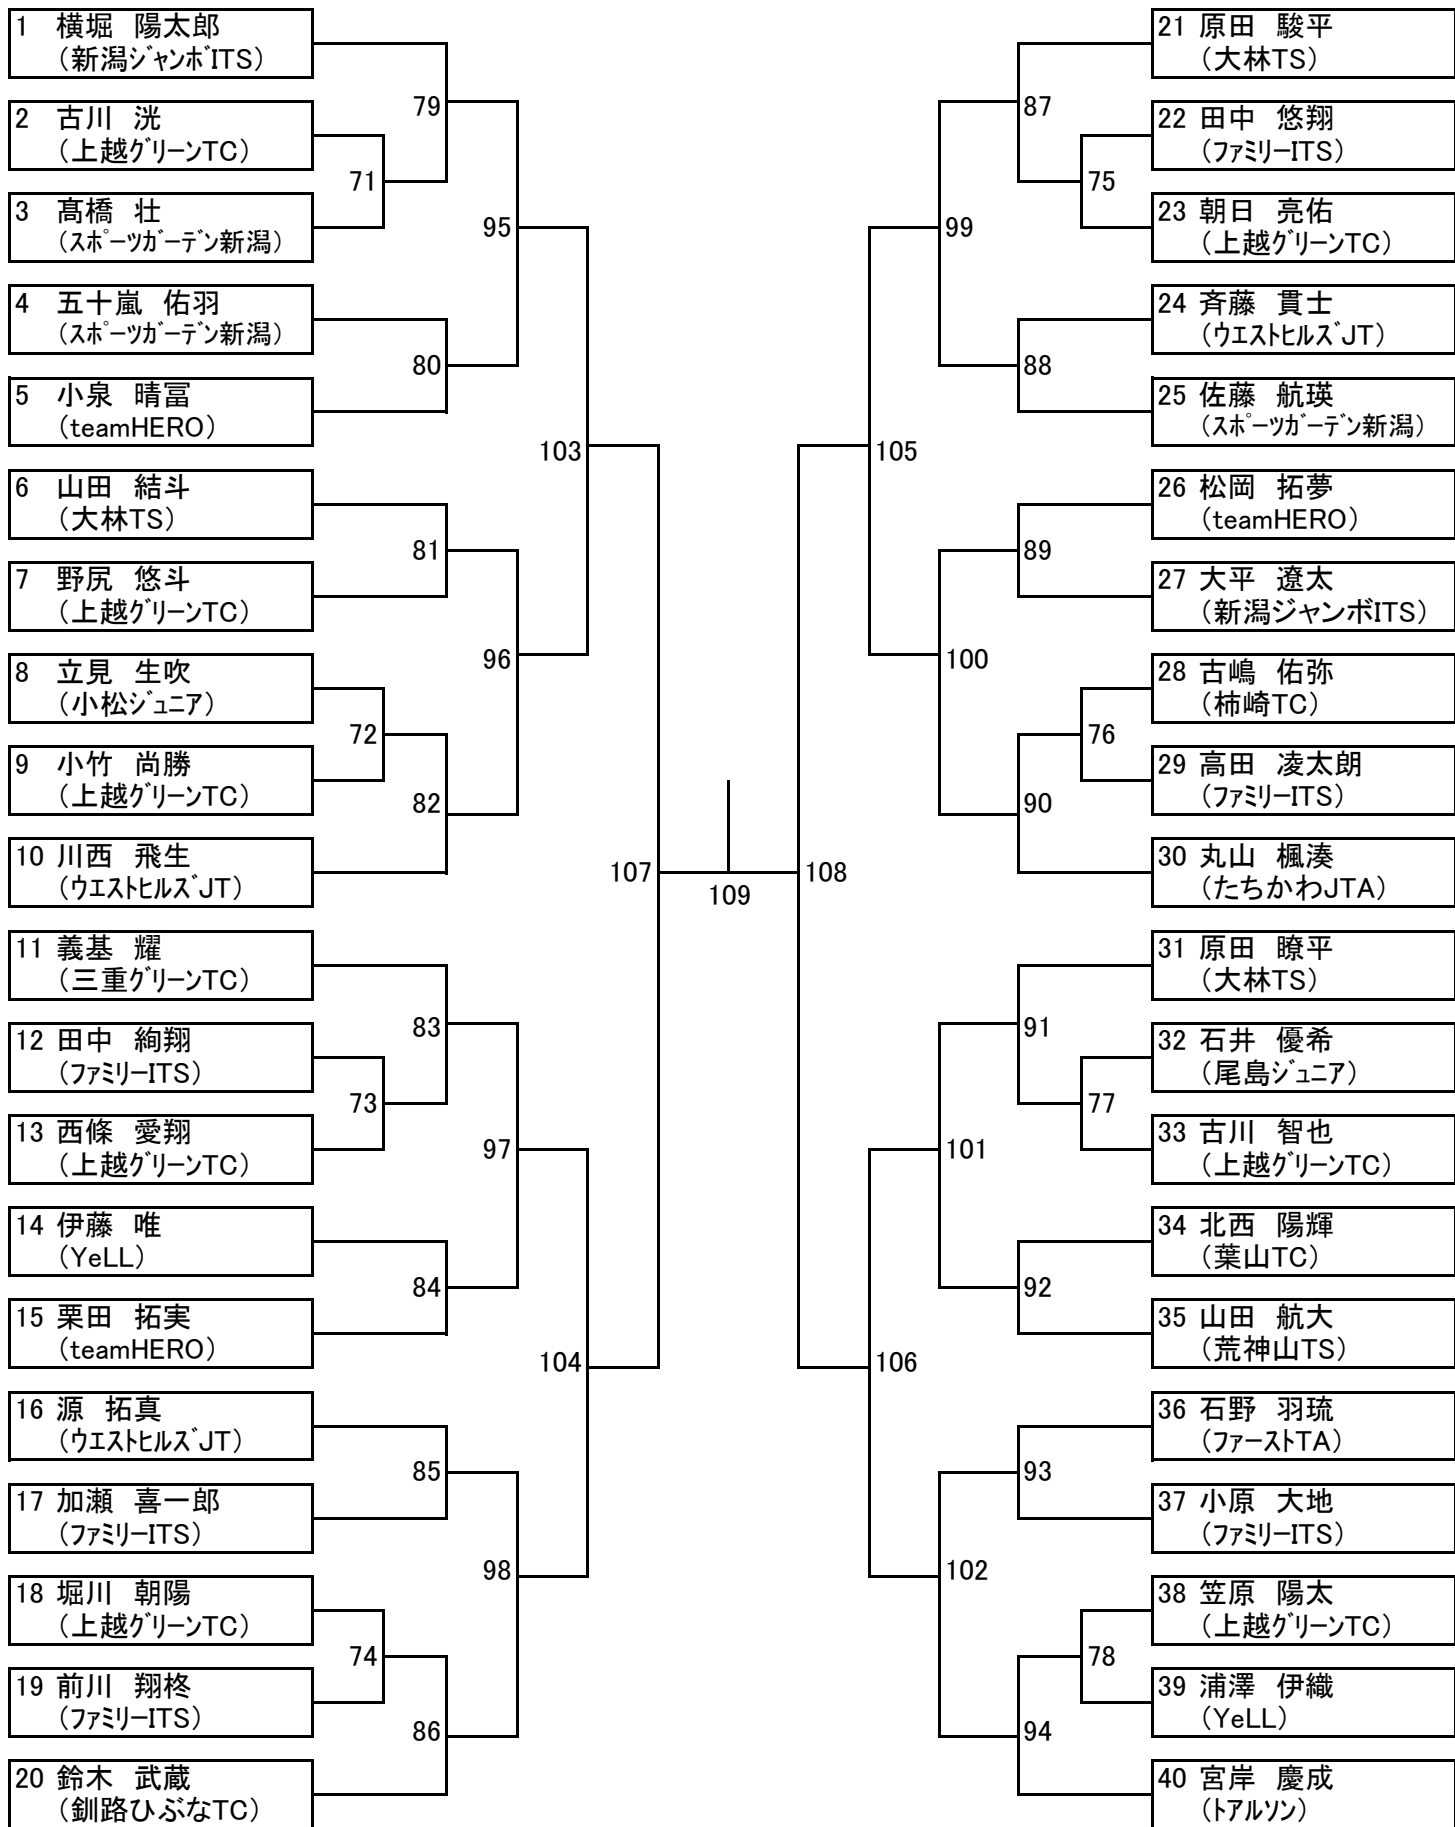 1 横堀 陽太郎
(新潟ｼﾞｬﾝﾎﾞITS)
2 古川 洸
(上越ｸﾞﾘｰﾝTC)
3 髙橋 壮
(ｽﾎﾟｰﾂｶﾞｰﾃﾞﾝ新潟)
4 五十嵐 佑羽
(ｽﾎﾟｰﾂｶﾞｰﾃﾞﾝ新潟)
5 小泉 晴冨
(teamHERO)
6 山田 結斗
(大林TS)
7 野尻 悠斗
(上越ｸﾞﾘｰﾝTC)
8 立見 生吹
(小松ｼﾞｭﾆｱ)
9 小竹 尚勝
(上越ｸﾞﾘｰﾝTC)
10 川西 飛生
(ｳｴｽﾄﾋﾙｽﾞJT)
11 義基 耀
(三重ｸﾞﾘｰﾝTC)
12 田中 絢翔
(ﾌｧﾐﾘｰITS)
13 西條 愛翔
(上越ｸﾞﾘｰﾝTC)
14 伊藤 唯
(YeLL)
15 栗田 拓実
(teamHERO)
16 源 拓真
(ｳｴｽﾄﾋﾙｽﾞJT)
17 加瀬 喜一郎
(ﾌｧﾐﾘｰITS)
18 堀川 朝陽
(上越ｸﾞﾘｰﾝTC)
19 前川 翔柊
(ﾌｧﾐﾘｰITS)
20 鈴木 武蔵
(釧路ひぶなTC)
71
72
73
74
79
80
81
82
83
84
85
86
95
96
97
98
103
104
107
109
108
105
106
99
100
101
102
87
88
89
90
91
92
93
94
75
76
77
78
21 原田 駿平
(大林TS)
22 田中 悠翔
(ﾌｧﾐﾘｰITS)
23 朝日 亮佑
(上越ｸﾞﾘｰﾝTC)
24 斉藤 貫士
(ｳｴｽﾄﾋﾙｽﾞJT)
25 佐藤 航瑛
(ｽﾎﾟｰﾂｶﾞｰﾃﾞﾝ新潟)
26 松岡 拓夢
(teamHERO)
27 大平 遼太
(新潟ジャンボITS)
28 古嶋 佑弥
(柿崎TC)
29 高田 凌太朗
(ﾌｧﾐﾘｰITS)
30 丸山 楓湊
(たちかわJTA)
31 原田 瞭平
(大林TS)
32 石井 優希
(尾島ｼﾞｭﾆｱ)
33 古川 智也
(上越ｸﾞﾘｰﾝTC)
34 北西 陽輝
(葉山TC)
35 山田 航大
(荒神山TS)
36 石野 羽琉
(ﾌｧｰｽﾄTA)
37 小原 大地
(ﾌｧﾐﾘｰITS)
38 笠原 陽太
(上越ｸﾞﾘｰﾝTC)
39 浦澤 伊織
(YeLL)
40 宮岸 慶成
(ﾄｱﾙｿﾝ)